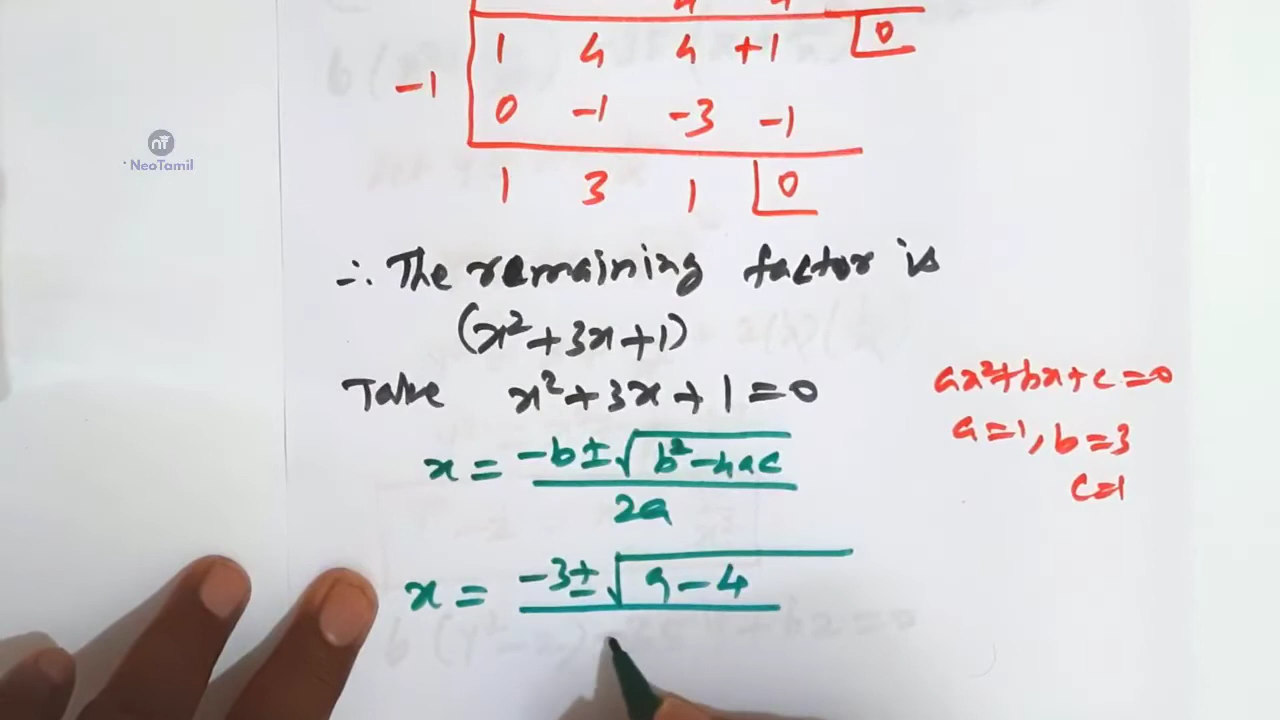 1 4 4 +1 0
-1
0 -1 -3 -1
1 3 1 0
NeoTamil
∴ The remaining factor is
(x²+3x+1)
Take x²+3x+1=0
ax²+bx+c=0
a=1, b=3
c=1
x = -b±√b²-4ac
2a
x = -3±√9-4